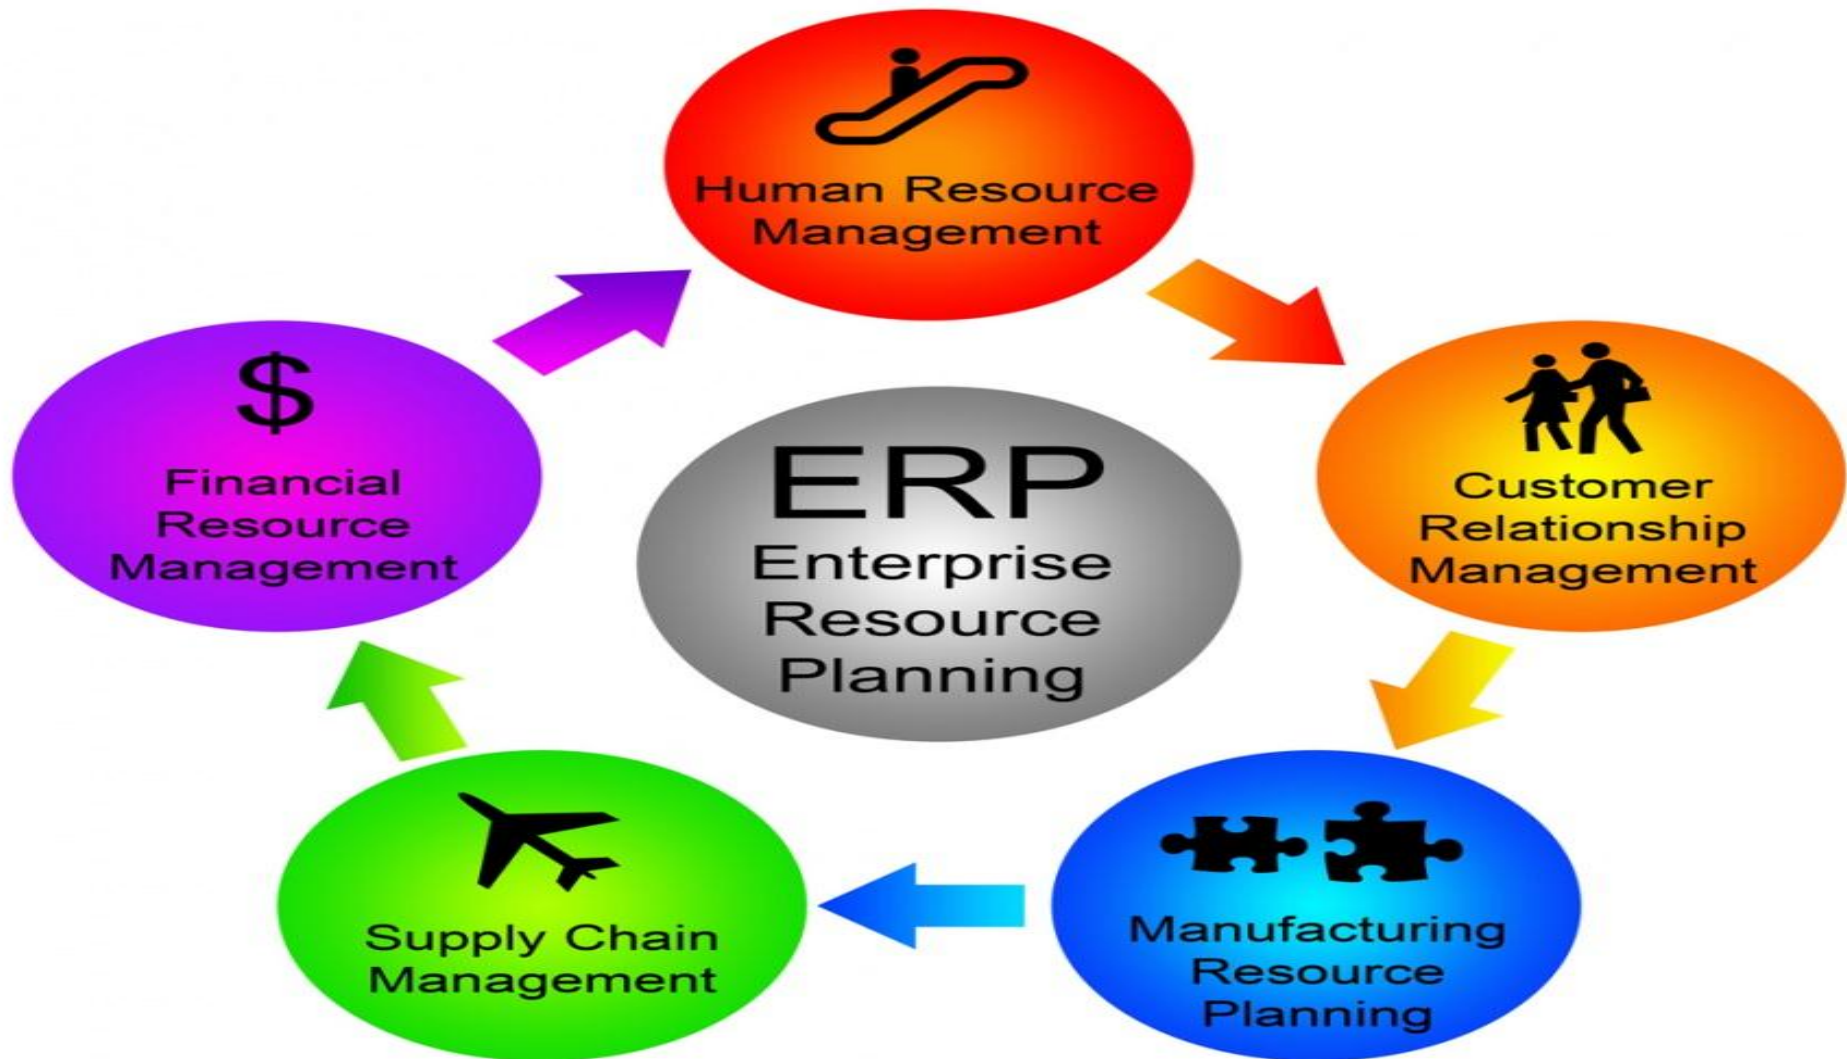 Human Resource
Management
$
Financial
Resource
Management
ERP
Enterprise
Resource
Planning
Customer
Relationship
Management
Supply Chain
Management
Manufacturing
Resource
Planning